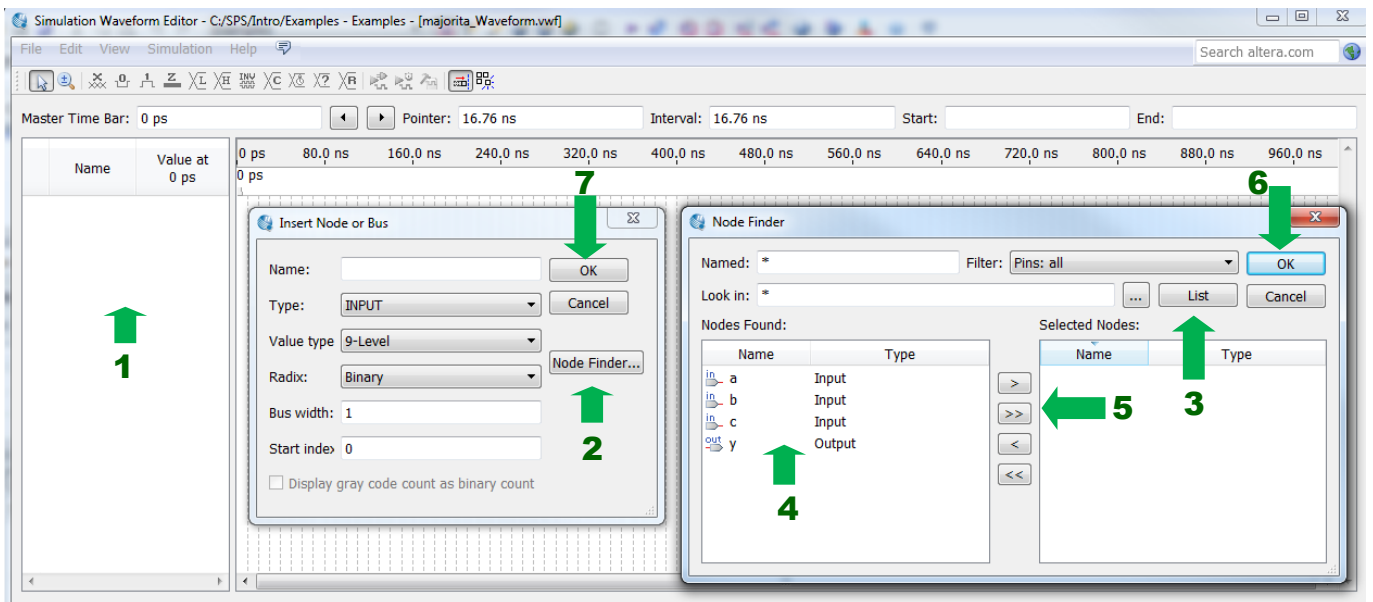 Simulation Waveform Editor - C:/SPS/Intro/Examples - Examples - [majorita_Waveform.vwf]
File Edit View Simulation Help
Search altera.com
Master Time Bar: 0 ps Pointer: 16.76 ns Interval: 16.76 ns Start: End:
Name Value at 0 ps
0 ps 80.0 ns 160.0 ns 240.0 ns 320.0 ns 400.0 ns 480.0 ns 560.0 ns 640.0 ns 720.0 ns 800.0 ns 880.0 ns 960.0 ns
0 ps
7
6
1
Insert Node or Bus
Name: OK
Type: INPUT Cancel
Value type 9-Level
Node Finder...
Radix: Binary
Bus width: 1
2
Start index 0
Display gray code count as binary count
Node Finder
Named: * Filter: Pins: all OK
Look in: * ... List Cancel
Nodes Found: Selected Nodes:
Name Type Name Type
in a Input >
in b Input >> 5 3
in c Input
out y Output <
<<
4